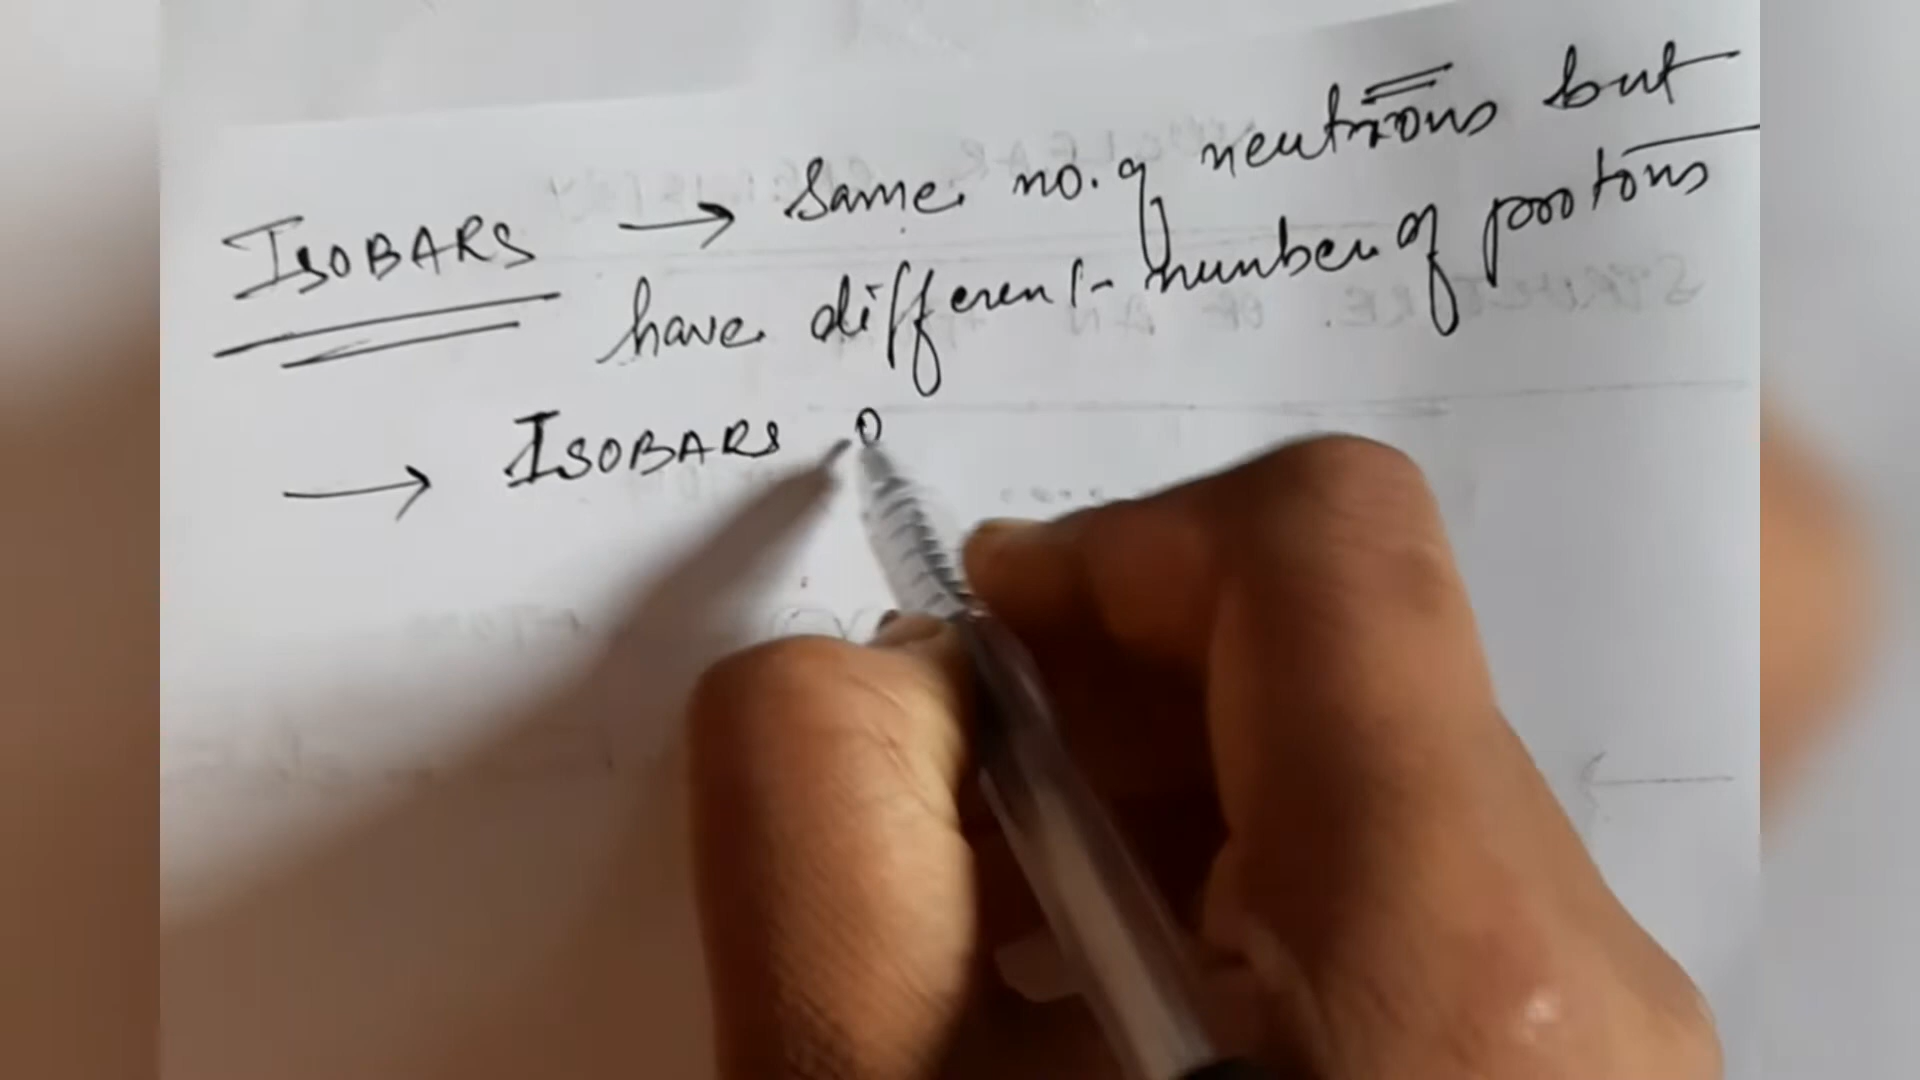 ISOBARS → Same no. of neutrons but
have different number of protons
→ ISOBARS